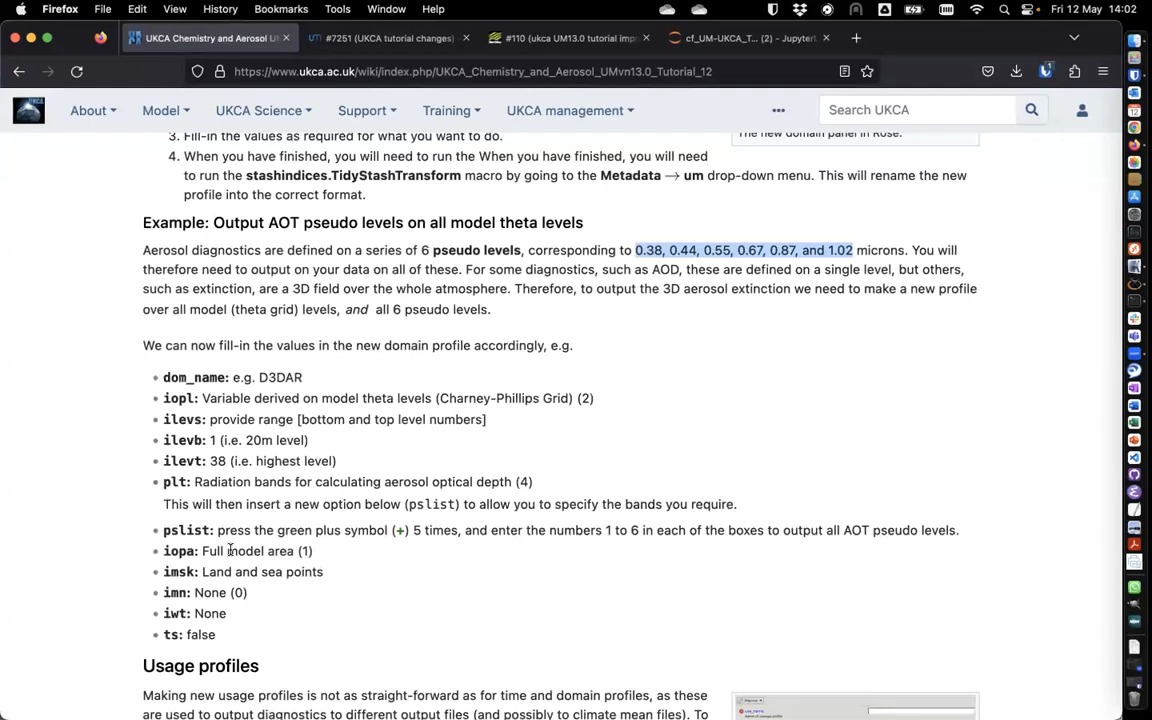 Firefox File Edit View History Bookmarks Tools Window Help Fri 12 May 14:02
UKCA Chemistry and Aerosol U #7251 (UKCA tutorial changes) #110 (ukca UM13.0 tutorial imp cf_UM-UKCA_T... (2) - Jupyter
https://www.ukca.ac.uk/wiki/index.php/UKCA_Chemistry_and_Aerosol_UMvn13.0_Tutorial_12
About Model UKCA Science Support Training UKCA management ••• Search UKCA
3. Fill-in the values as required for what you want to do.
The new domain panel in Rose.
4. When you have finished, you will need to run the When you have finished, you will need
to run the stashindices.TidyStashTransform macro by going to the Metadata → um drop-down menu. This will rename the new
profile into the correct format.
Example: Output AOT pseudo levels on all model theta levels
Aerosol diagnostics are defined on a series of 6 pseudo levels, corresponding to 0.38, 0.44, 0.55, 0.67, 0.87, and 1.02 microns. You will
therefore need to output on your data on all of these. For some diagnostics, such as AOD, these are defined on a single level, but others,
such as extinction, are a 3D field over the whole atmosphere. Therefore, to output the 3D aerosol extinction we need to make a new profile
over all model (theta grid) levels, and all 6 pseudo levels.
We can now fill-in the values in the new domain profile accordingly, e.g.
• dom_name: e.g. D3DAR
• iopl: Variable derived on model theta levels (Charney-Phillips Grid) (2)
• ilevs: provide range [bottom and top level numbers]
• ilevb: 1 (i.e. 20m level)
• ilevt: 38 (i.e. highest level)
• plt: Radiation bands for calculating aerosol optical depth (4)
This will then insert a new option below (pslist) to allow you to specify the bands you require.
• pslist: press the green plus symbol (+) 5 times, and enter the numbers 1 to 6 in each of the boxes to output all AOT pseudo levels.
• iopa: Full model area (1)
• imsk: Land and sea points
• imn: None (0)
• iwt: None
• ts: false
Usage profiles
Making new usage profiles is not as straight-forward as for time and domain profiles, as these
are used to output diagnostics to different output files (and possibly to climate mean files). To